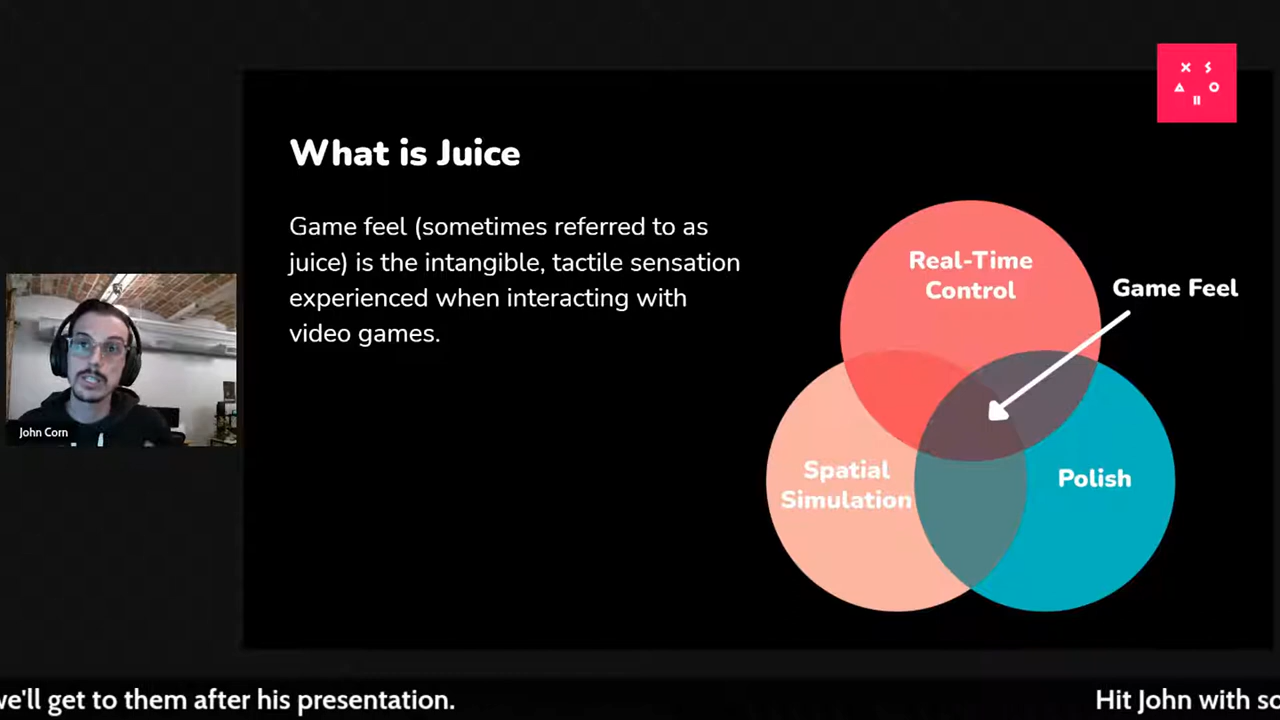 What is Juice
Game feel (sometimes referred to as
juice) is the intangible, tactile sensation
experienced when interacting with
video games.
Real-Time
Control
Game Feel
Spatial
Simulation
Polish
John Corn
we'll get to them after his presentation.
Hit John with